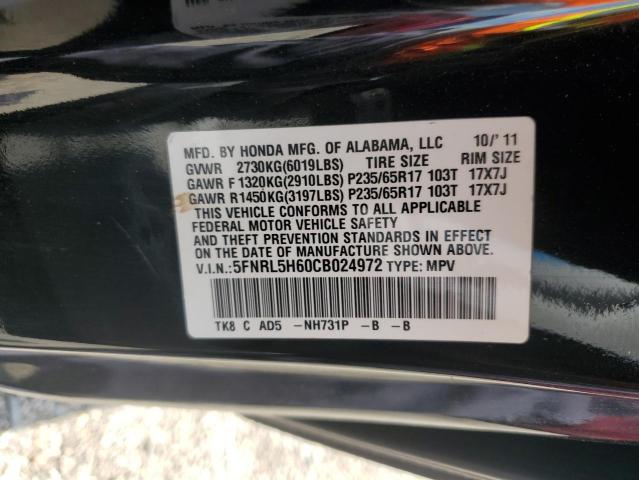 MFD. BY HONDA MFG. OF ALABAMA, LLC 10/'11
GVWR 2730KG(6019LBS) TIRE SIZE RIM SIZE
GAWR F 1320KG(2910LBS) P235/65R17 103T 17X7J
GAWR R1450KG(3197LBS) P235/65R17 103T 17X7J
THIS VEHICLE CONFORMS TO ALL APPLICABLE
FEDERAL MOTOR VEHICLE SAFETY
AND THEFT PREVENTION STANDARDS IN EFFECT
ON THE DATE OF MANUFACTURE SHOWN ABOVE.
V.I.N.:5FNRL5H60CB024972 TYPE: MPV
TK8 C AD5 -NH731P -B -B